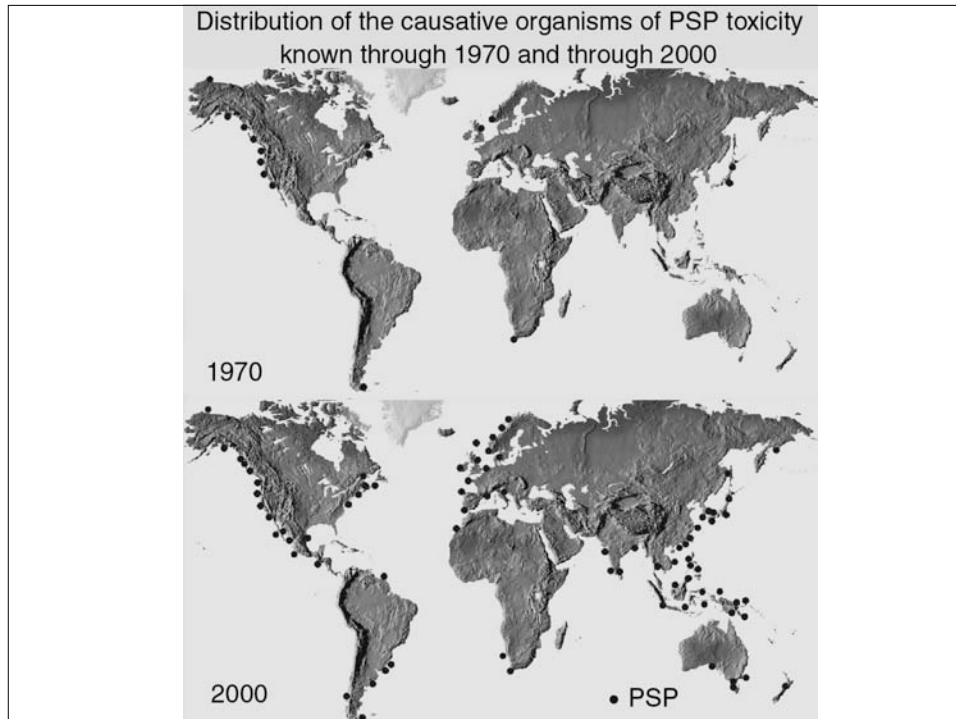 Distribution of the causative organisms of PSP toxicity
known through 1970 and through 2000
1970
2000
PSP